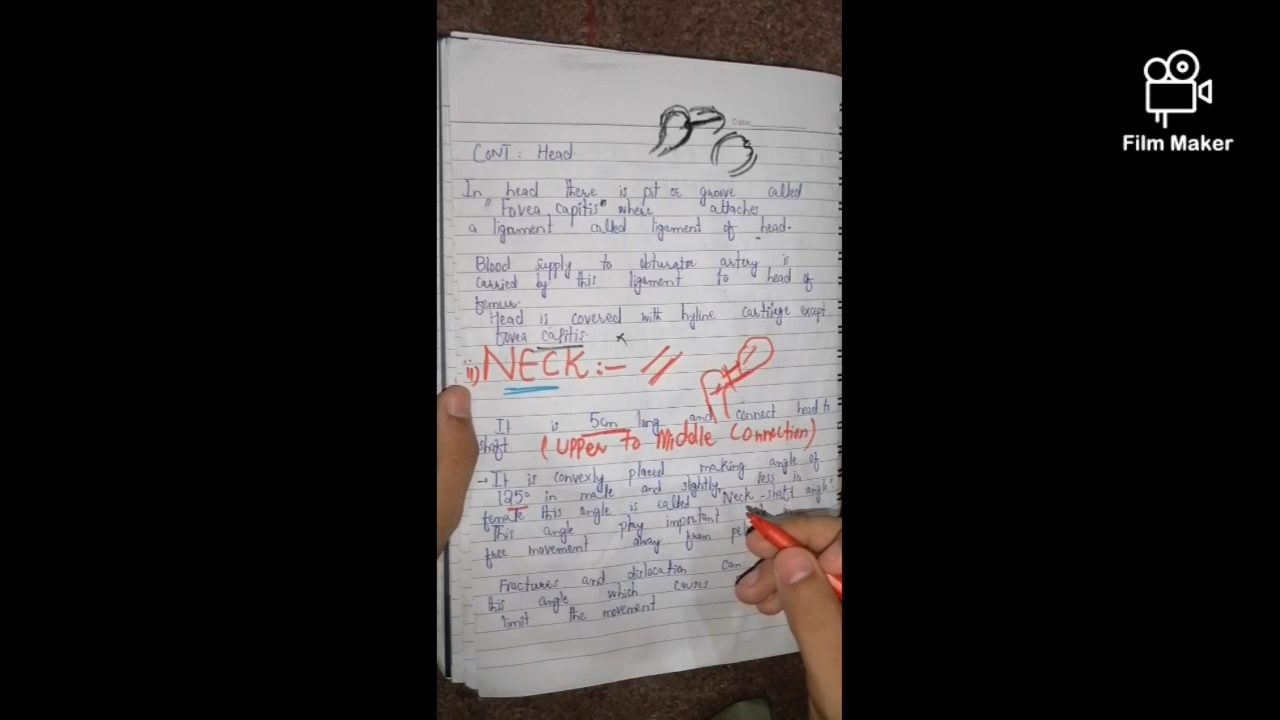 Date
CONT: Head
In head there is pit or groove called
"Fovea capitis" where attaches
a ligament called ligament of head.
Blood supply to obturator artery is
carried by this ligament to head of
femur.
Head is covered with hyline cartilege except
Fovea capitis.
ii) NECK:-
It is 5cm long and connect head to
shaft (Upper To Middle Connection)
→ It is convexly placed making angle of
125° in male and slightly less in
female this angle is called "Neck-shaft angle".
This angle play important
free movement away from
Fractures and dislocation can
this angle which causes
limit the movement
Film Maker